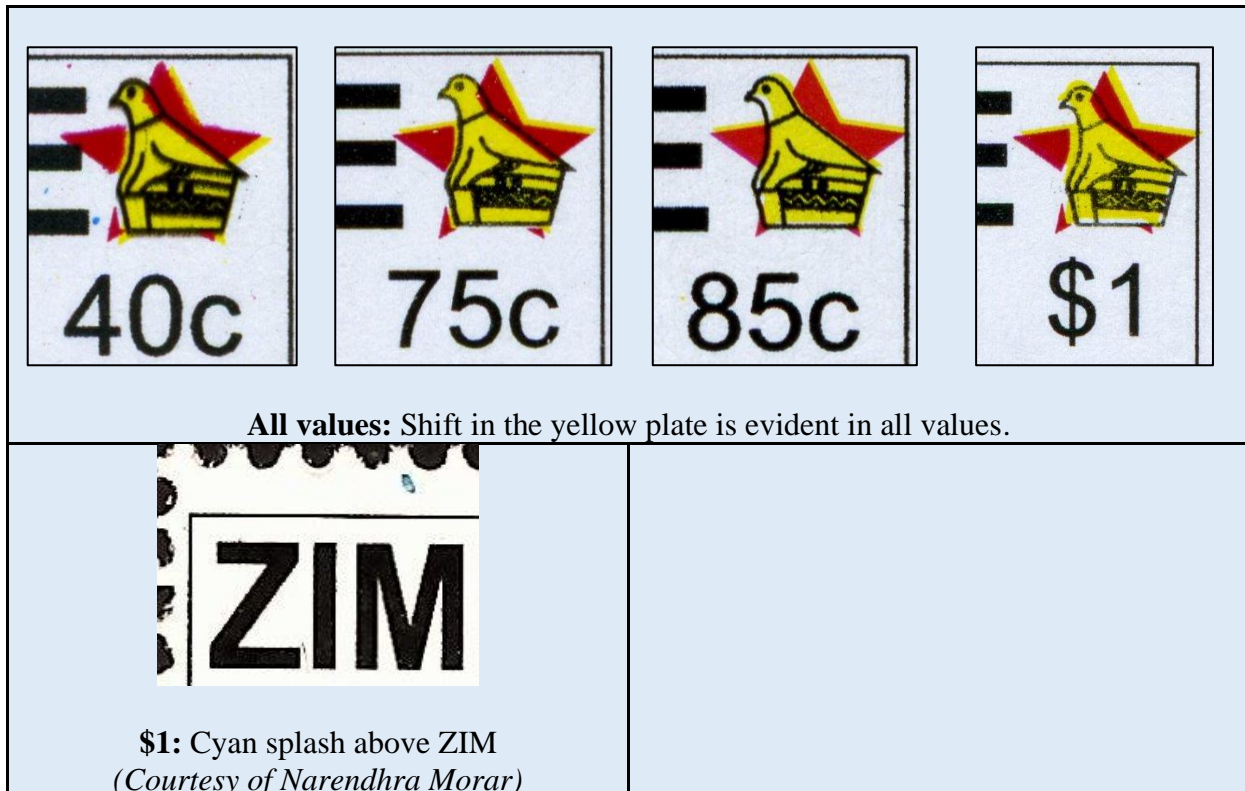 40c
75c
85c
$1
All values: Shift in the yellow plate is evident in all values.
ZIM
$1: Cyan splash above ZIM
(Courtesy of Narendhra Morar)